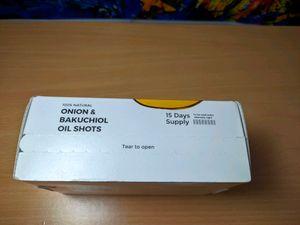 100% NATURAL
ONION &
BAKUCHIOL
OIL SHOTS
15 Days
Supply
Tear to open